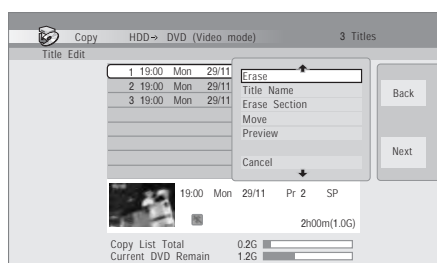 Copy HDD→ DVD (Video mode) 3 Titles
Title Edit
1 19:00 Mon 29/11
2 19:00 Mon 29/11
3 19:00 Mon 29/11
Erase
Title Name
Erase Section
Move
Preview
Cancel
Back
Next
19:00 Mon 29/11 Pr 2 SP
2h00m(1.0G)
Copy List Total 0.2G
Current DVD Remain 1.2G